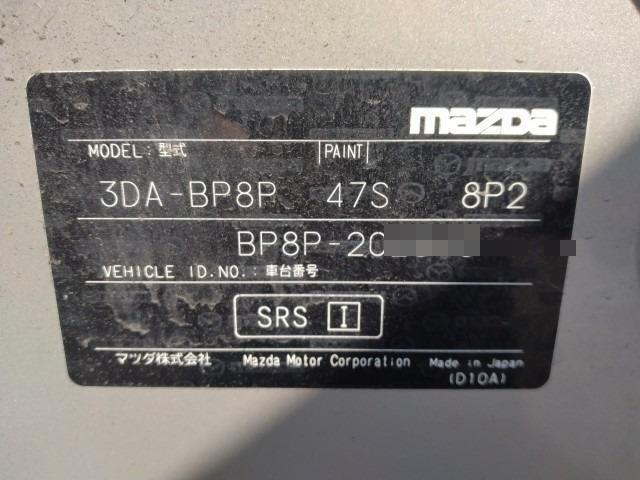 mazda
MODEL: 型式 |PAINT|
3DA-BP8P 47S 8P2
BP8P-20
VEHICLE ID.NO.: 車台番号
SRS I
マツダ株式会社 Mazda Motor Corporation Made in Japan
(D10A)